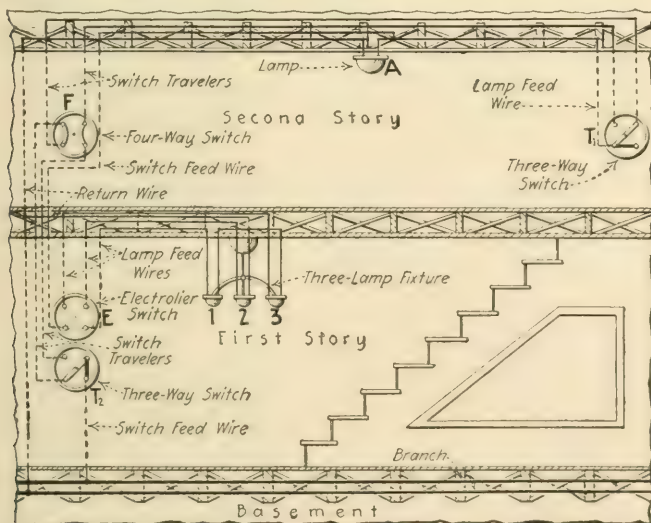 Lamp
A
Switch Travelers
F
Second Story
Lamp Feed
Wire
Four-Way Switch
T1
Switch Feed Wire
Three-Way
Switch
Return Wire
Lamp Feed
Wires
Three-Lamp Fixture
Electrolier
Switch
E
1 2 3
First Story
Switch
Travelers
Three-Way Switch
T2
Switch Feed Wire
Branch
Basement